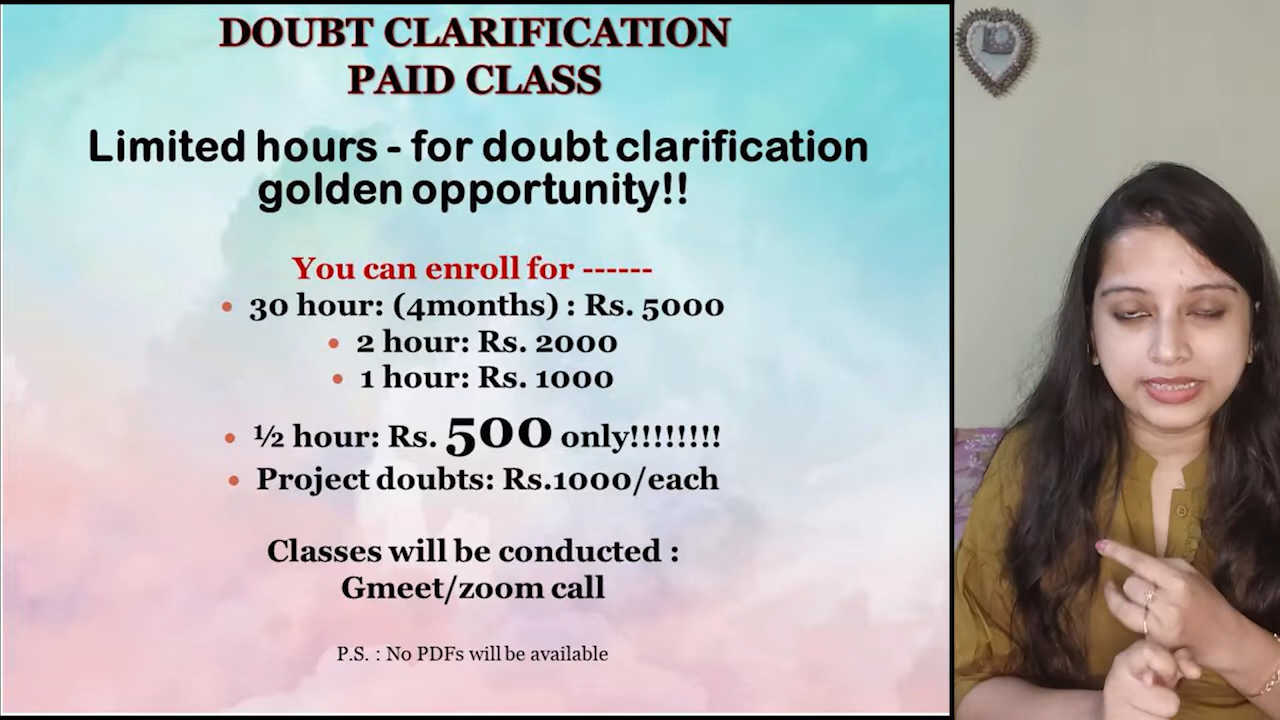 DOUBT CLARIFICATION
PAID CLASS
Limited hours - for doubt clarification
golden opportunity!!
You can enroll for ------
• 30 hour: (4months) : Rs. 5000
• 2 hour: Rs. 2000
• 1 hour: Rs. 1000
• ½ hour: Rs. 500 only!!!!!!!!
• Project doubts: Rs.1000/each
Classes will be conducted :
Gmeet/zoom call
P.S. : No PDFs will be available